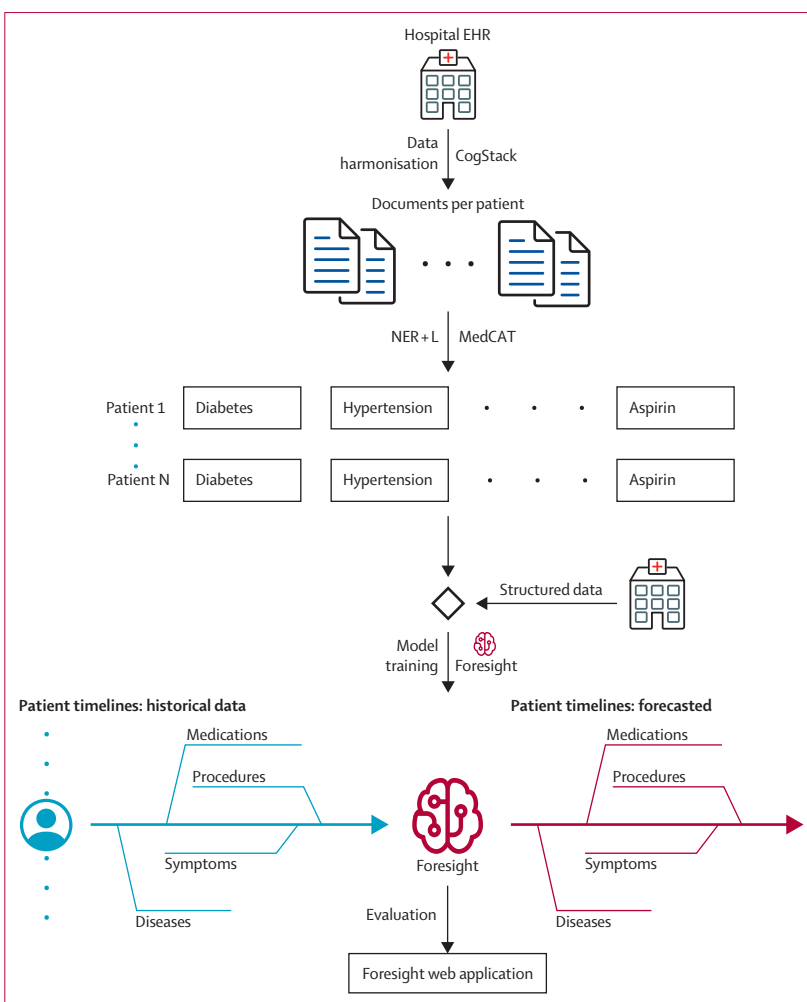 Hospital EHR
Data
harmonisation
CogStack
Documents per patient
NER+L
MedCAT
Patient 1
Diabetes
Hypertension
Aspirin
Patient N
Diabetes
Hypertension
Aspirin
Structured data
Model
training
Foresight
Patient timelines: historical data
Patient timelines: forecasted
Medications
Procedures
Symptoms
Diseases
Foresight
Medications
Procedures
Symptoms
Diseases
Evaluation
Foresight web application